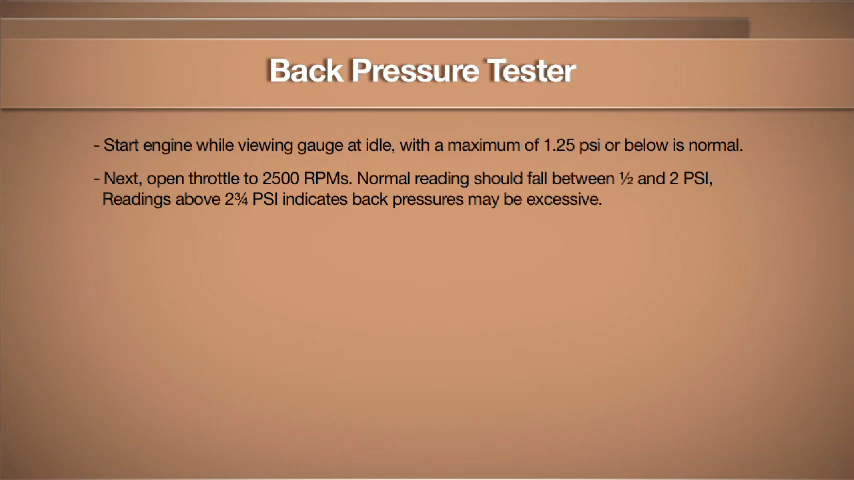 Back Pressure Tester
- Start engine while viewing gauge at idle, with a maximum of 1.25 psi or below is normal.
- Next, open throttle to 2500 RPMs. Normal reading should fall between ½ and 2 PSI,
Readings above 2¾ PSI indicates back pressures may be excessive.